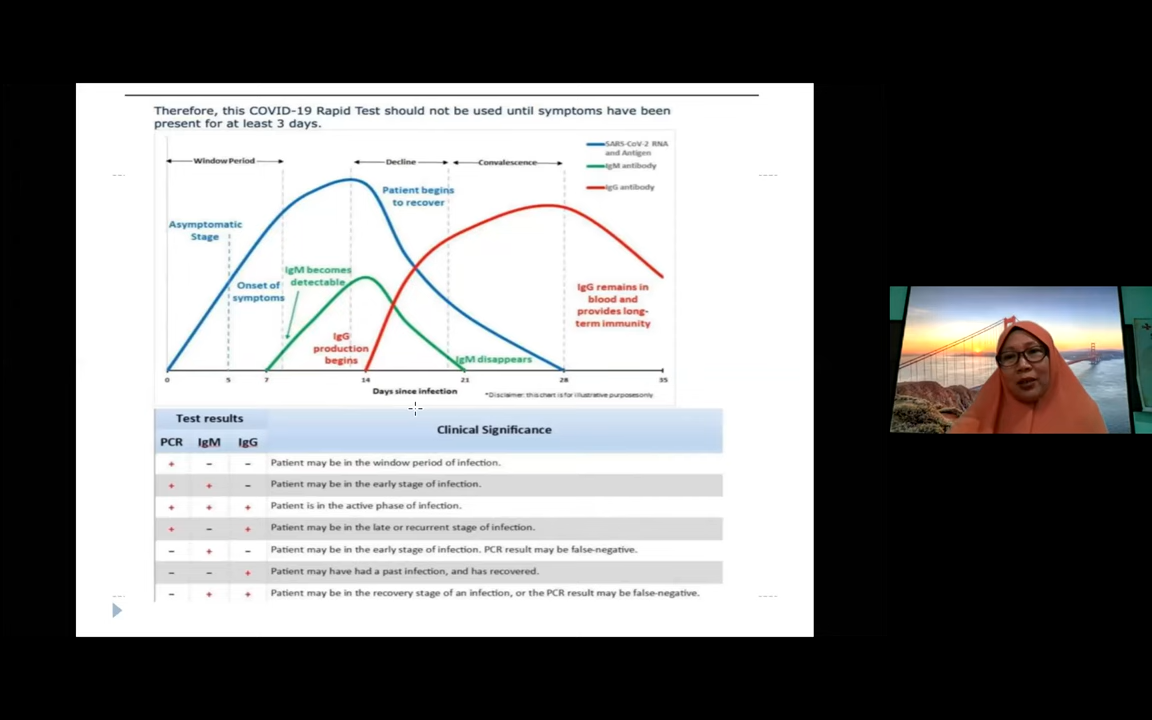 Therefore, this COVID-19 Rapid Test should not be used until symptoms have been
present for at least 3 days.
SARS-CoV-2 RNA
and Antigen
IgM antibody
IgG antibody
Window Period
Decline
Convalescence
Patient begins
to recover
Asymptomatic
Stage
IgM becomes
detectable
Onset of
symptoms
IgG remains in
blood and
provides long-
term immunity
IgG
production
begins
IgM disappears
0 5 7 14 21 28 35
Days since infection
*Disclaimer: this chart is for illustrative purposes only.
Test results
Clinical Significance
PCR IgM IgG
+ - - Patient may be in the window period of infection.
+ + - Patient may be in the early stage of infection.
+ + + Patient is in the active phase of infection.
+ - + Patient may be in the late or recurrent stage of infection.
- + - Patient may be in the early stage of infection. PCR result may be false-negative.
- - + Patient may have had a past infection, and has recovered.
- + + Patient may be in the recovery stage of an infection, or the PCR result may be false-negative.